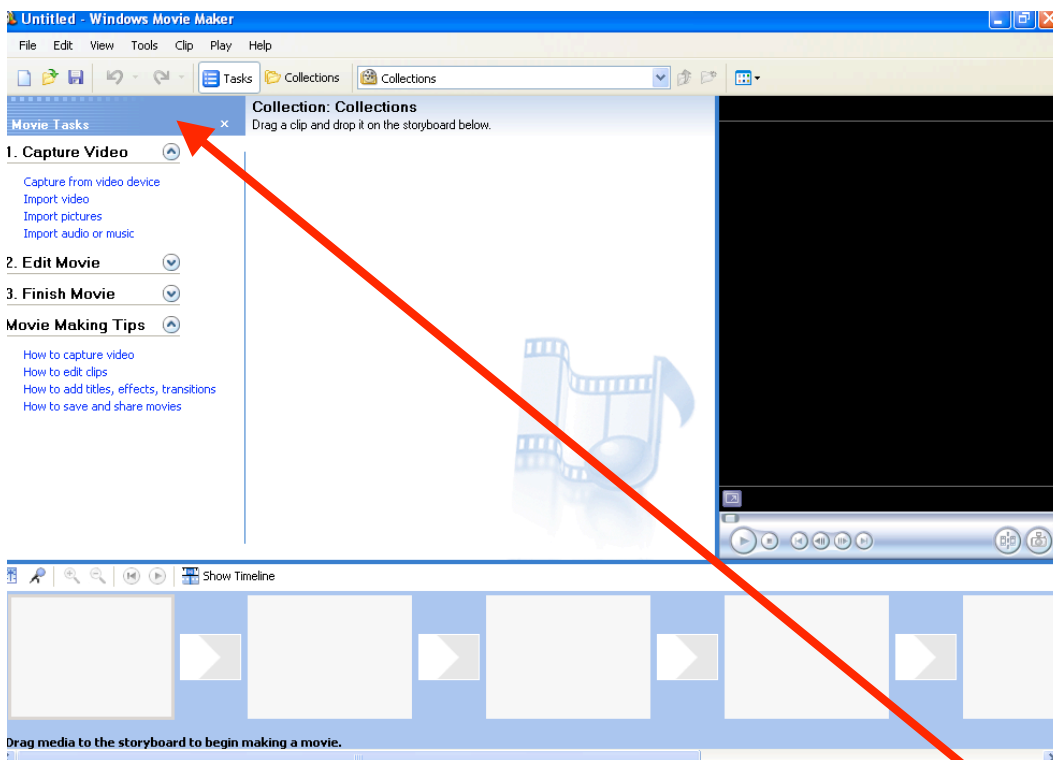 Untitled - Windows Movie Maker
File Edit View Tools Clip Play Help
Tasks Collections Collections
Movie Tasks
Collection: Collections
Drag a clip and drop it on the storyboard below.
1. Capture Video
Capture from video device
Import video
Import pictures
Import audio or music
2. Edit Movie
3. Finish Movie
Movie Making Tips
How to capture video
How to edit clips
How to add titles, effects, transitions
How to save and share movies
Show Timeline
Drag media to the storyboard to begin making a movie.